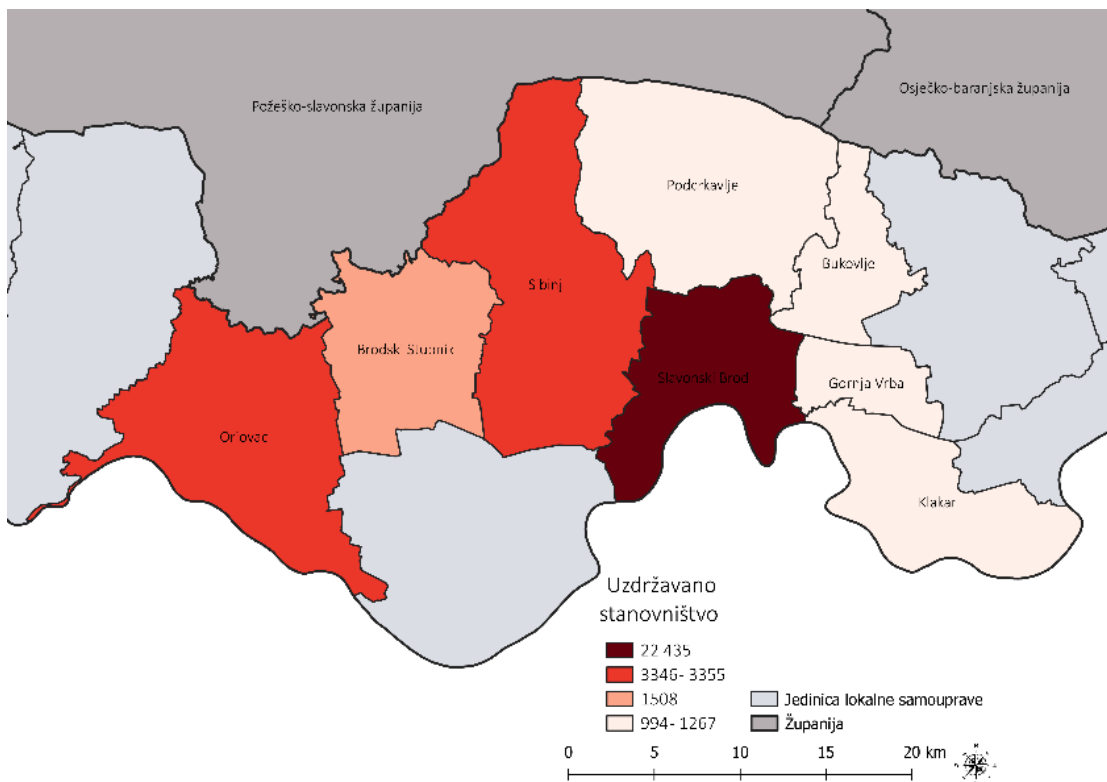 Požeško-slavonska županija
Osječko-baranjska županija
Podcrkavlje
Bukovlje
Sibinj
Brodski Stupnik
Slavonski Brod
Gornja Vrba
Oriovac
Klakar
Uzdržavano
stanovništvo
22 435
3346- 3355
1508
994- 1267
Jedinica lokalne samouprave
Županija
0 5 10 15 20 km